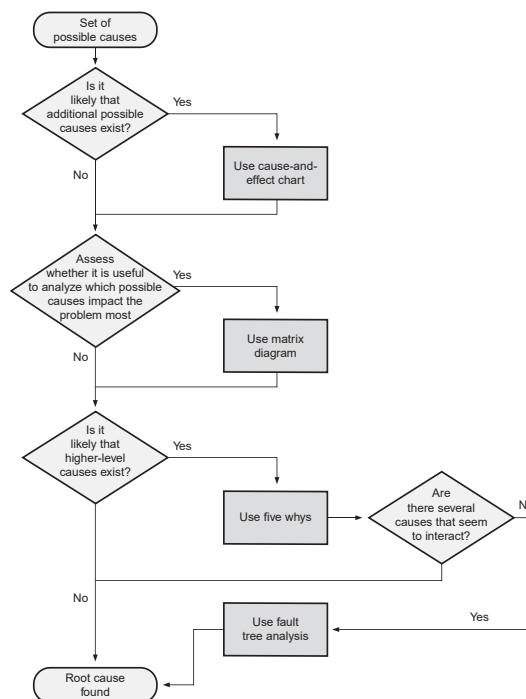 Set of
possible causes
Is it
likely that
additional possible
causes exist?
Yes
Use cause-and-
effect chart
No
Assess
whether it is useful
to analyze which possible
causes impact the
problem most
Yes
Use matrix
diagram
No
Is it
likely that
higher-level
causes exist?
Yes
Use five whys
Are
there several
causes that seem
to interact?
No
Use fault
tree analysis
Yes
Root cause
found